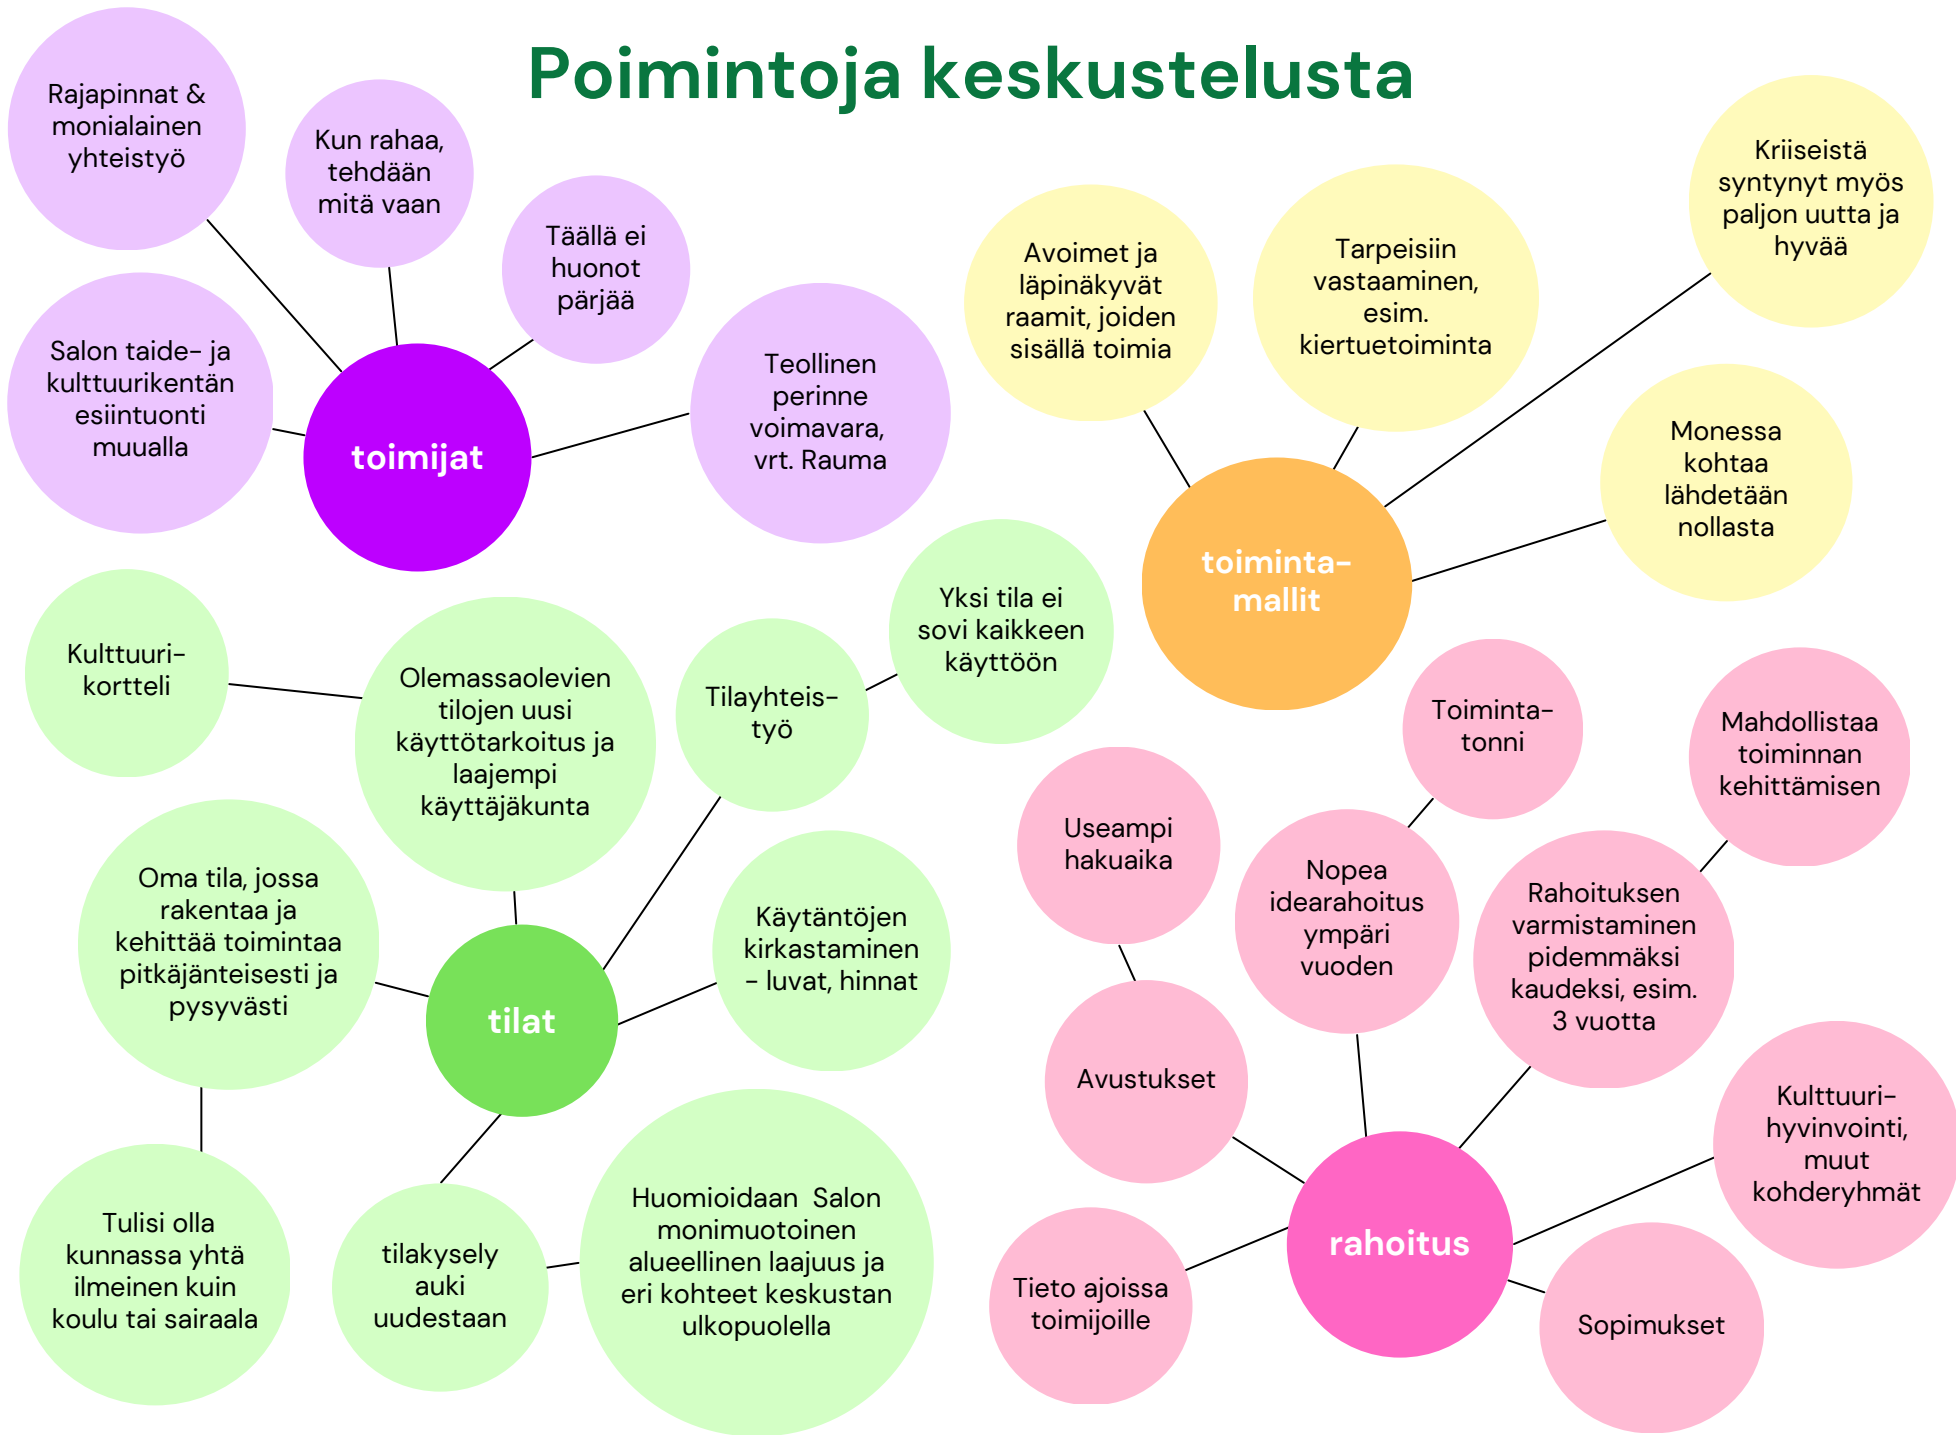 Poimintoja keskustelusta
Rajapinnat &
monialainen
yhteistyö
Kun rahaa,
tehdään
mitä vaan
Täällä ei
huonot
pärjää
Salon taide- ja
kulttuurikentän
esiintuonti
muualla
Teollinen
perinne
voimavara,
vrt. Rauma
toimijat
Avoimet ja
läpinäkyvät
raamit, joiden
sisällä toimia
Tarpeisiin
vastaaminen,
esim.
kiertuetoiminta
Kriiseistä
syntynyt myös
paljon uutta ja
hyvää
Monessa
kohtaa
lähdetään
nollasta
toiminta-
mallit
Kulttuuri-
kortteli
Olemassaolevien
tilojen uusi
käyttötarkoitus ja
laajempi
käyttäjäkunta
Tilayhteis-
työ
Yksi tila ei
sovi kaikkeen
käyttöön
Oma tila, jossa
rakentaa ja
kehittää toimintaa
pitkäjänteisesti ja
pysyvästi
Käytäntöjen
kirkastaminen
- luvat, hinnat
tilat
Tulisi olla
kunnassa yhtä
ilmeinen kuin
koulu tai sairaala
tilakysely
auki
uudestaan
Huomioidaan Salon
monimuotoinen
alueellinen laajuus ja
eri kohteet keskustan
ulkopuolella
Toiminta-
tonni
Mahdollistaa
toiminnan
kehittämisen
Useampi
hakuaika
Nopea
idearahoitus
ympäri
vuoden
Rahoituksen
varmistaminen
pidemmäksi
kaudeksi, esim.
3 vuotta
Avustukset
Kulttuuri-
hyvinvointi,
muut
kohderyhmät
rahoitus
Tieto ajoissa
toimijoille
Sopimukset